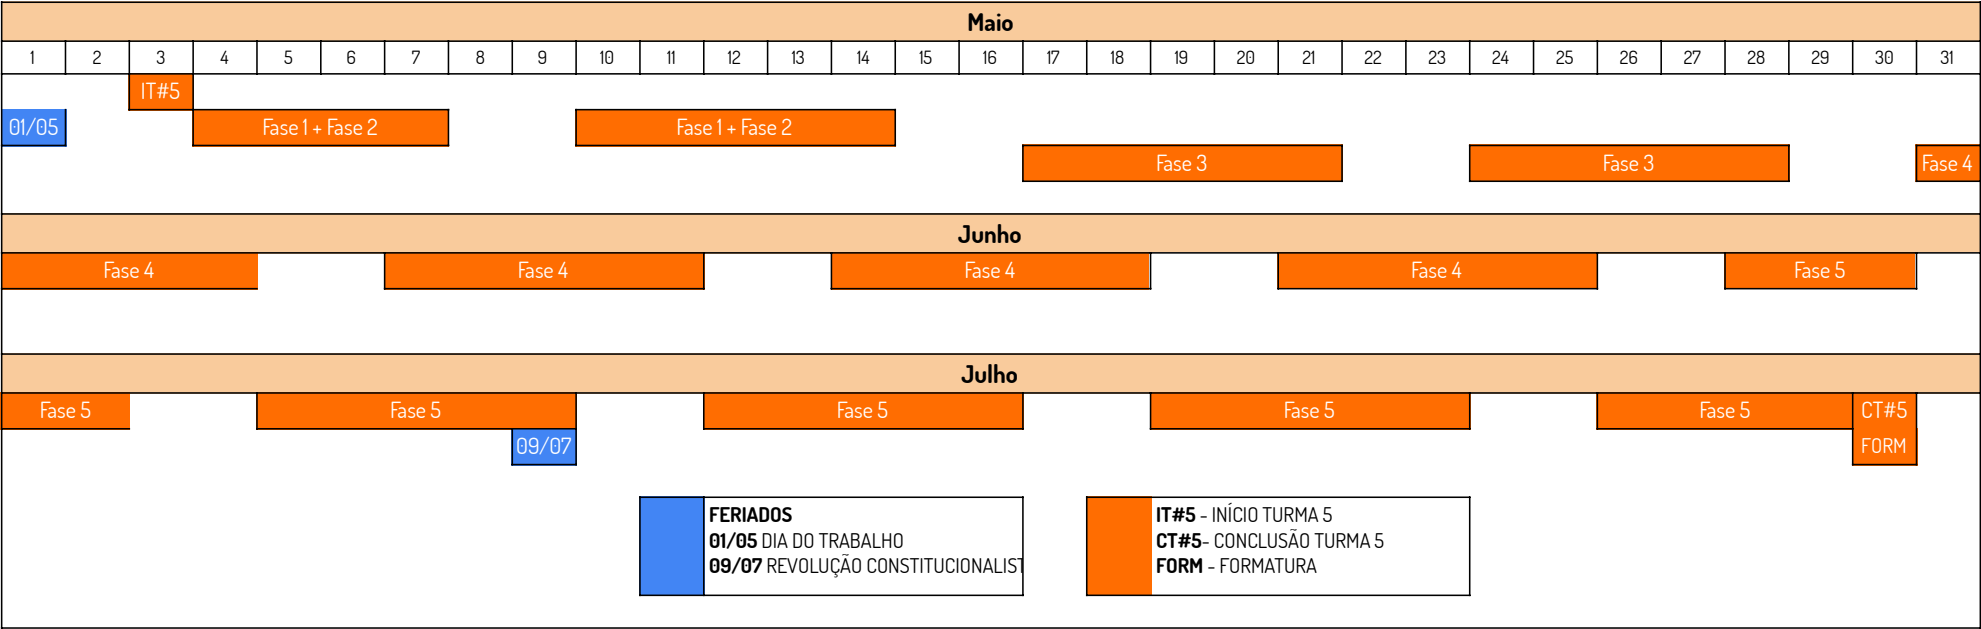 Maio
1 2 3 4 5 6 7 8 9 10 11 12 13 14 15 16 17 18 19 20 21 22 23 24 25 26 27 28 29 30 31
IT#5
01/05 Fase 1 + Fase 2 Fase 1 + Fase 2
Fase 3 Fase 3 Fase 4
Junho
Fase 4 Fase 4 Fase 4 Fase 4 Fase 5
Julho
Fase 5 Fase 5 Fase 5 Fase 5 Fase 5 CT#5
09/07 FORM
FERIADOS
01/05 DIA DO TRABALHO
09/07 REVOLUÇÃO CONSTITUCIONALIST
IT#5 - INÍCIO TURMA 5
CT#5- CONCLUSÃO TURMA 5
FORM - FORMATURA